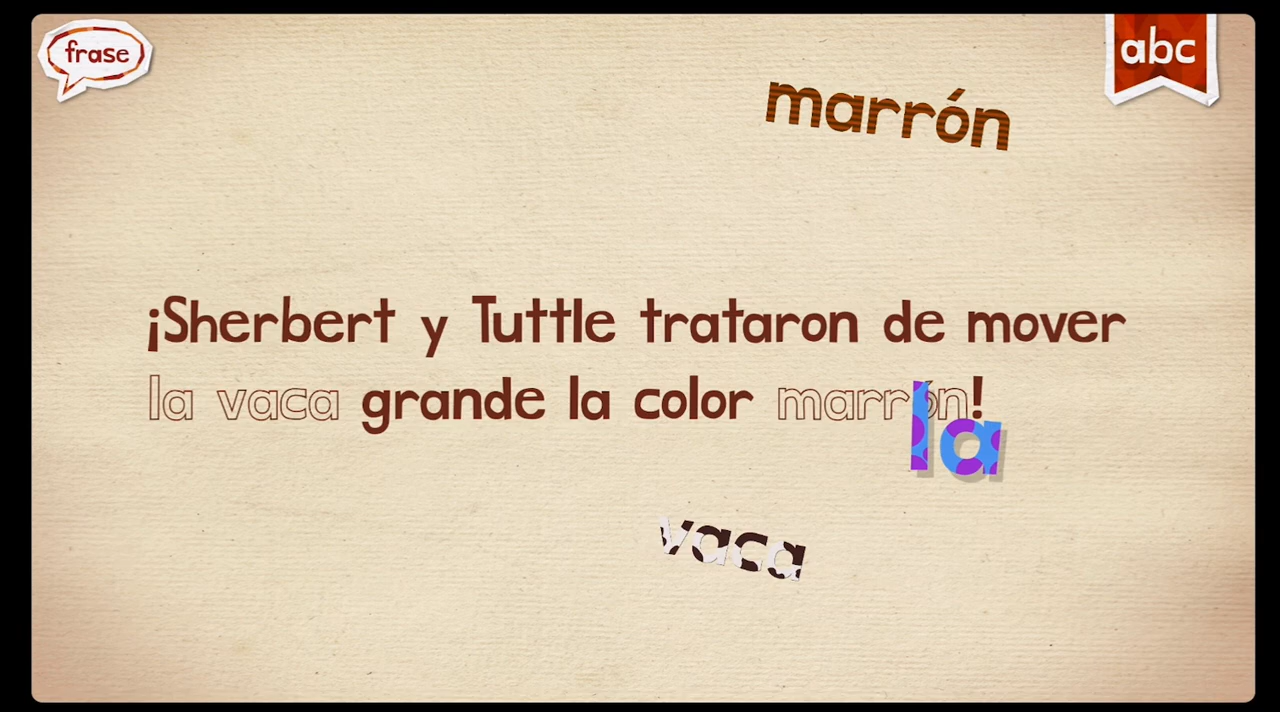 frase
abc
marrón
¡Sherbert y Tuttle trataron de mover
la vaca grande la color marrón!
la
vaca